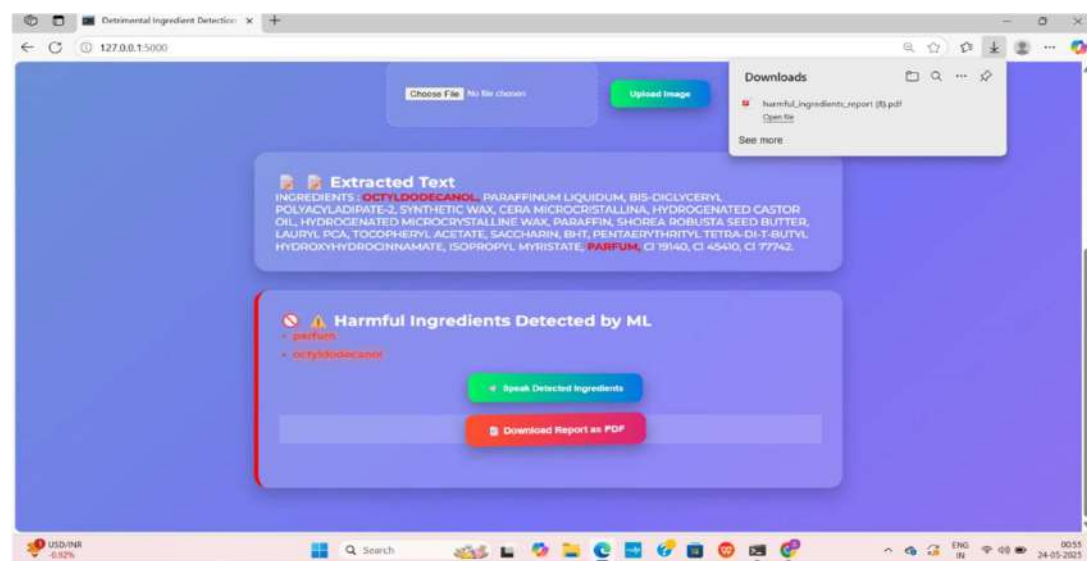 Detrimental Ingredient Detection
127.0.0.1:5000
Downloads
harmful_ingredients_report (8).pdf
Open file
See more
Choose File No file chosen
Upload Image
Extracted Text
INGREDIENTS : OCTYLDODECANOL, PARAFFINUM LIQUIDUM, BIS-DIGLYCERYL
POLYACYLADIPATE-2, SYNTHETIC WAX, CERA MICROCRISTALLINA, HYDROGENATED CASTOR
OIL, HYDROGENATED MICROCRYSTALLINE WAX, PARAFFIN, SHOREA ROBUSTA SEED BUTTER,
LAURYL PCA, TOCOPHERYL ACETATE, SACCHARIN, BHT, PENTAERYTHRITYL TETRA-DI-T-BUTYL
HYDROXYHYDROCINNAMATE, ISOPROPYL MYRISTATE, PARFUM, CI 19140, CI 45410, CI 77742.
Harmful Ingredients Detected by ML
• parfum
• octyldodecanol
Speak Detected Ingredients
Download Report as PDF
USD/INR
-0.92%
Search
ENG
IN
00:55
24-05-2025